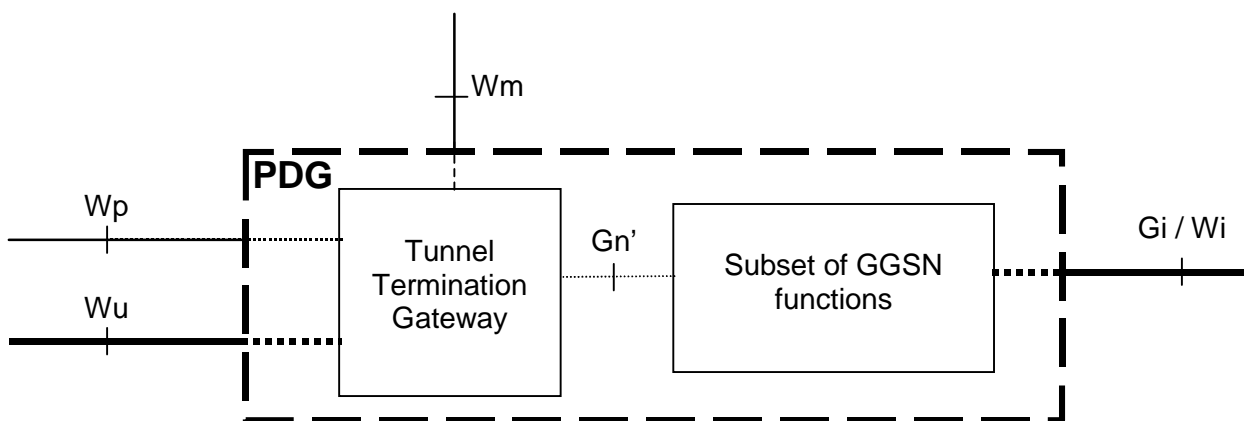 Wm
PDG
Wp
Tunnel
Termination
Gateway
Gn’
Subset of GGSN
functions
Gi / Wi
Wu